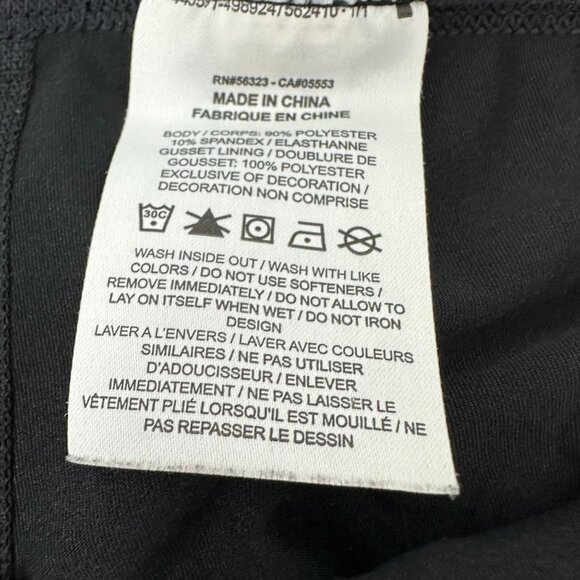 RN#56323 - CA#05553
MADE IN CHINA
FABRIQUE EN CHINE
BODY / CORPS: 90% POLYESTER
10% SPANDEX / ELASTHANNE
GUSSET LINING / DOUBLURE DE
GOUSSET: 100% POLYESTER
EXCLUSIVE OF DECORATION /
DECORATION NON COMPRISE
30C
WASH INSIDE OUT / WASH WITH LIKE
COLORS / DO NOT USE SOFTENERS /
REMOVE IMMEDIATELY / DO NOT ALLOW TO
LAY ON ITSELF WHEN WET / DO NOT IRON
DESIGN
LAVER A L'ENVERS / LAVER AVEC COULEURS
SIMILAIRES / NE PAS UTILISER
D'ADOUCISSEUR / ENLEVER
IMMEDIATEMENT / NE PAS LAISSER LE
VÊTEMENT PLIÉ LORSQU'IL EST MOUILLÉ / NE
PAS REPASSER LE DESSIN